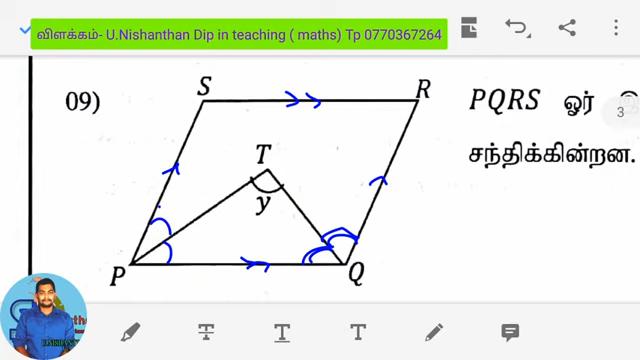 விளக்கம்- U.Nishanthan Dip in teaching ( maths) Tp 0770367264
09)
S
R
PQRS ஓர்
3
சந்திக்கின்றன.
T
y
P
Q